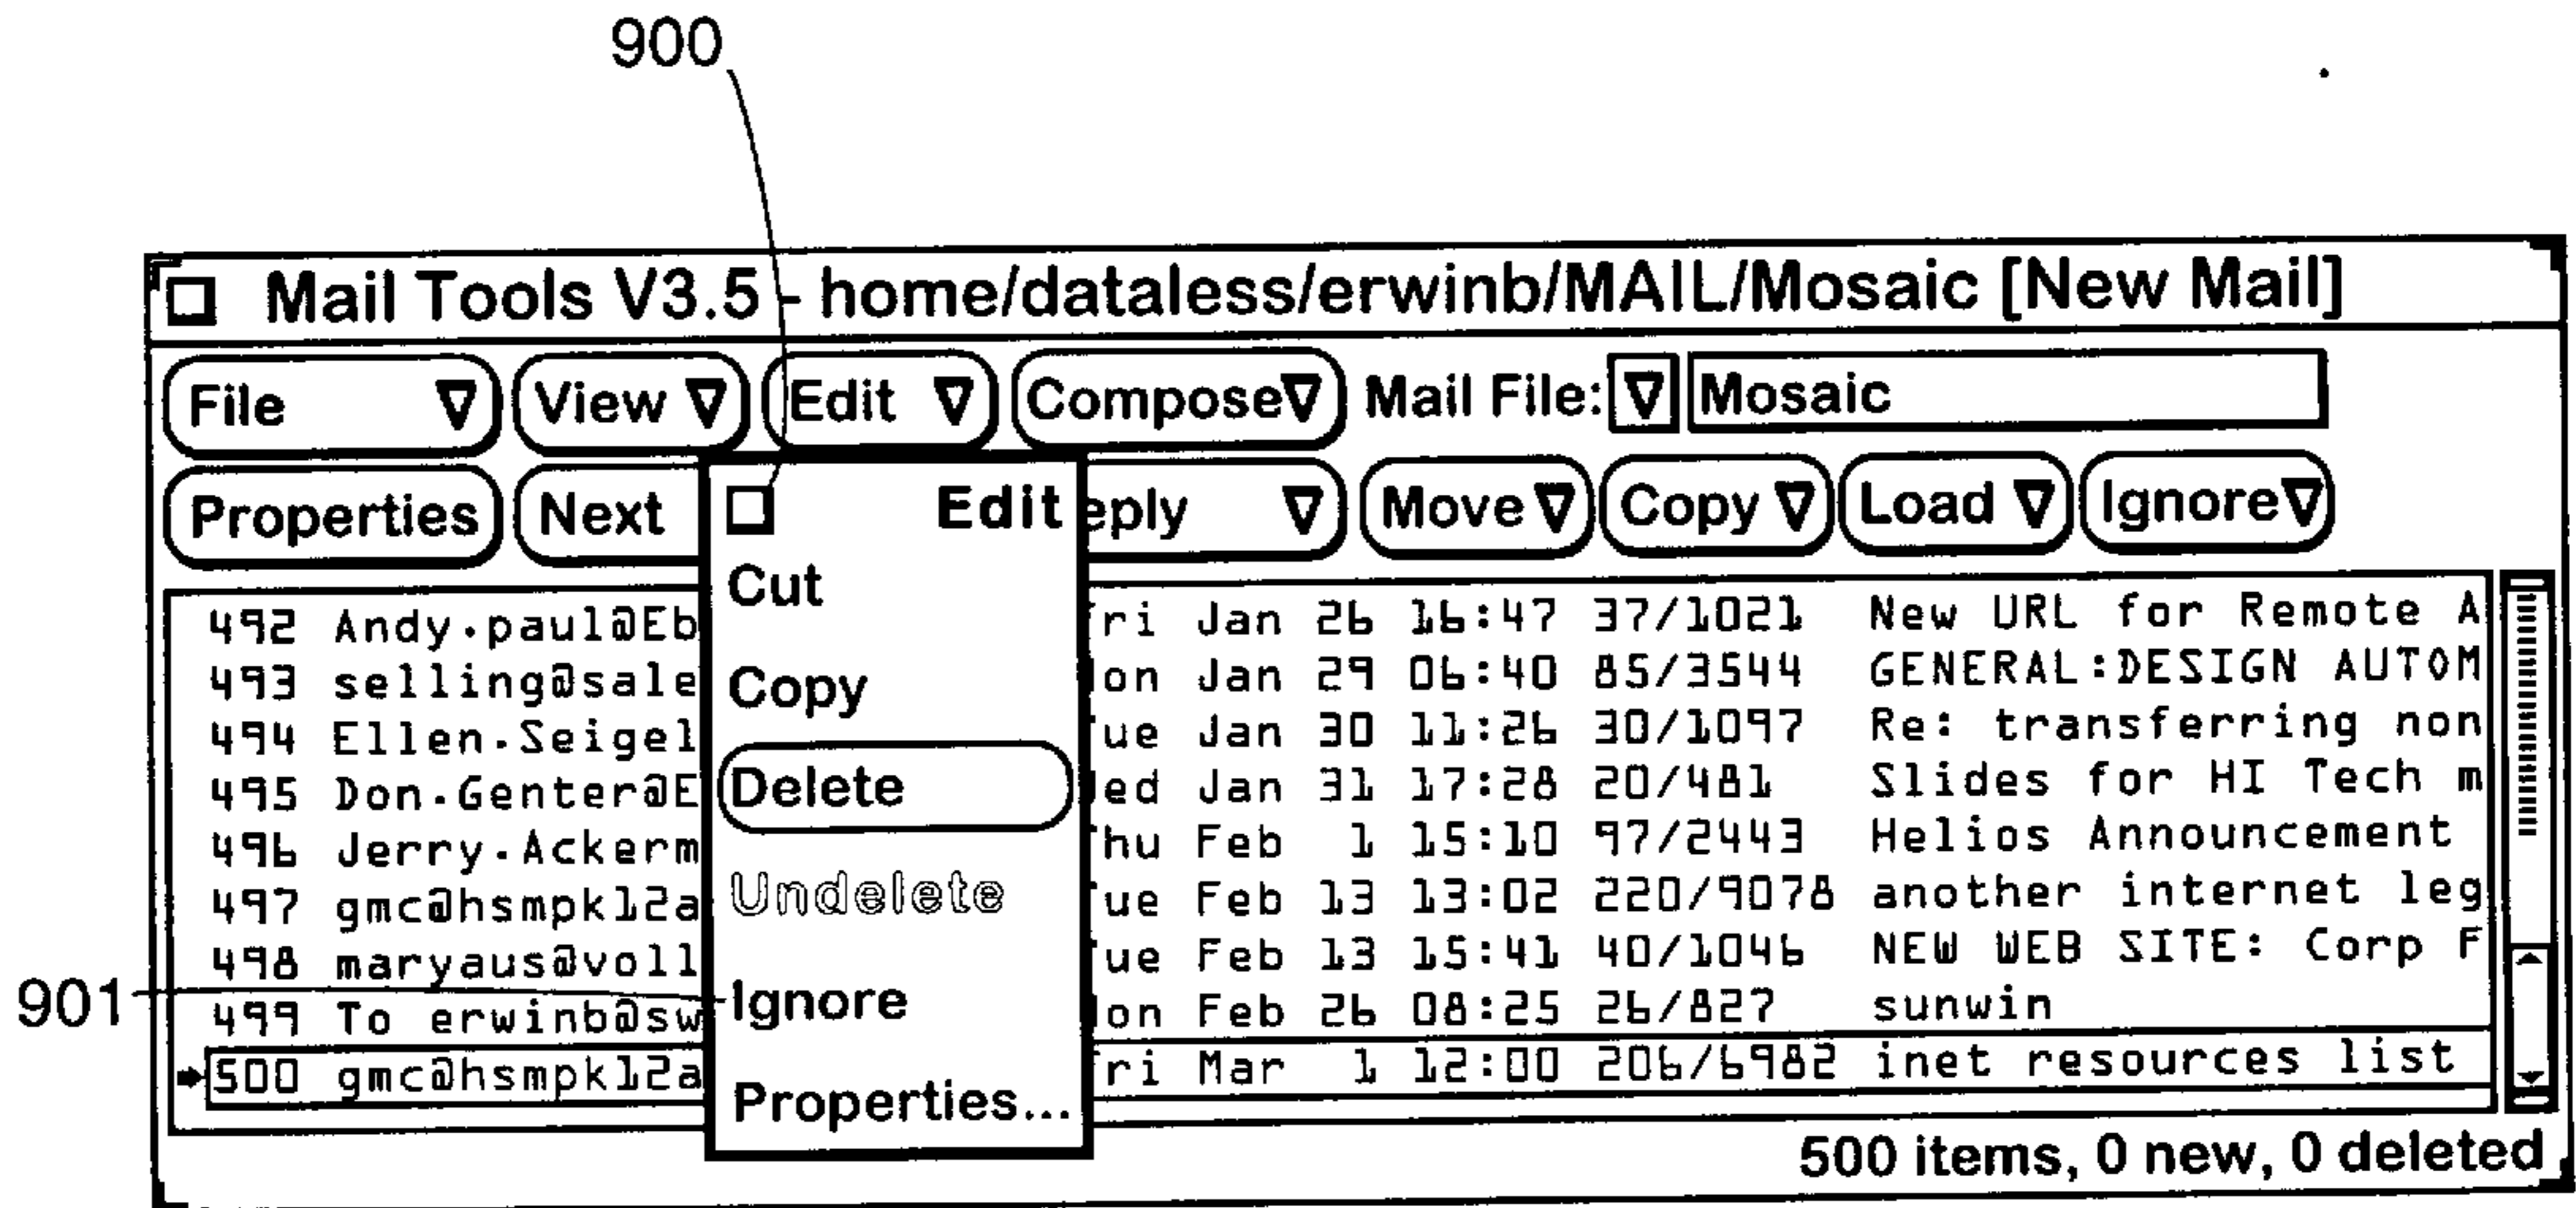 900
Mail Tools V3.5 - home/dataless/erwinb/MAIL/Mosaic [New Mail]
File View Edit Compose Mail File: Mosaic
Properties Next eply Move Copy Load Ignore
Edit
Cut
Copy
Delete
Undelete
Ignore
Properties...
492 Andy.paul@Eb ri Jan 26 16:47 37/1021 New URL for Remote A
493 selling@sale on Jan 29 06:40 85/3544 GENERAL:DESIGN AUTOM
494 Ellen.Seigel ue Jan 30 11:26 30/1097 Re: transferring non
495 Don.Genter@E ed Jan 31 17:28 20/481 Slides for HI Tech m
496 Jerry.Ackerm hu Feb 1 15:10 97/2443 Helios Announcement
497 gmc@hsmpk12a ue Feb 13 13:02 220/9078 another internet leg
498 maryaus@voll ue Feb 13 15:41 40/1046 NEW WEB SITE: Corp F
901
499 To erwinb@sw on Feb 26 08:25 26/827 sunwin
500 gmc@hsmpk12a ri Mar 1 12:00 206/6982 inet resources list
500 items, 0 new, 0 deleted